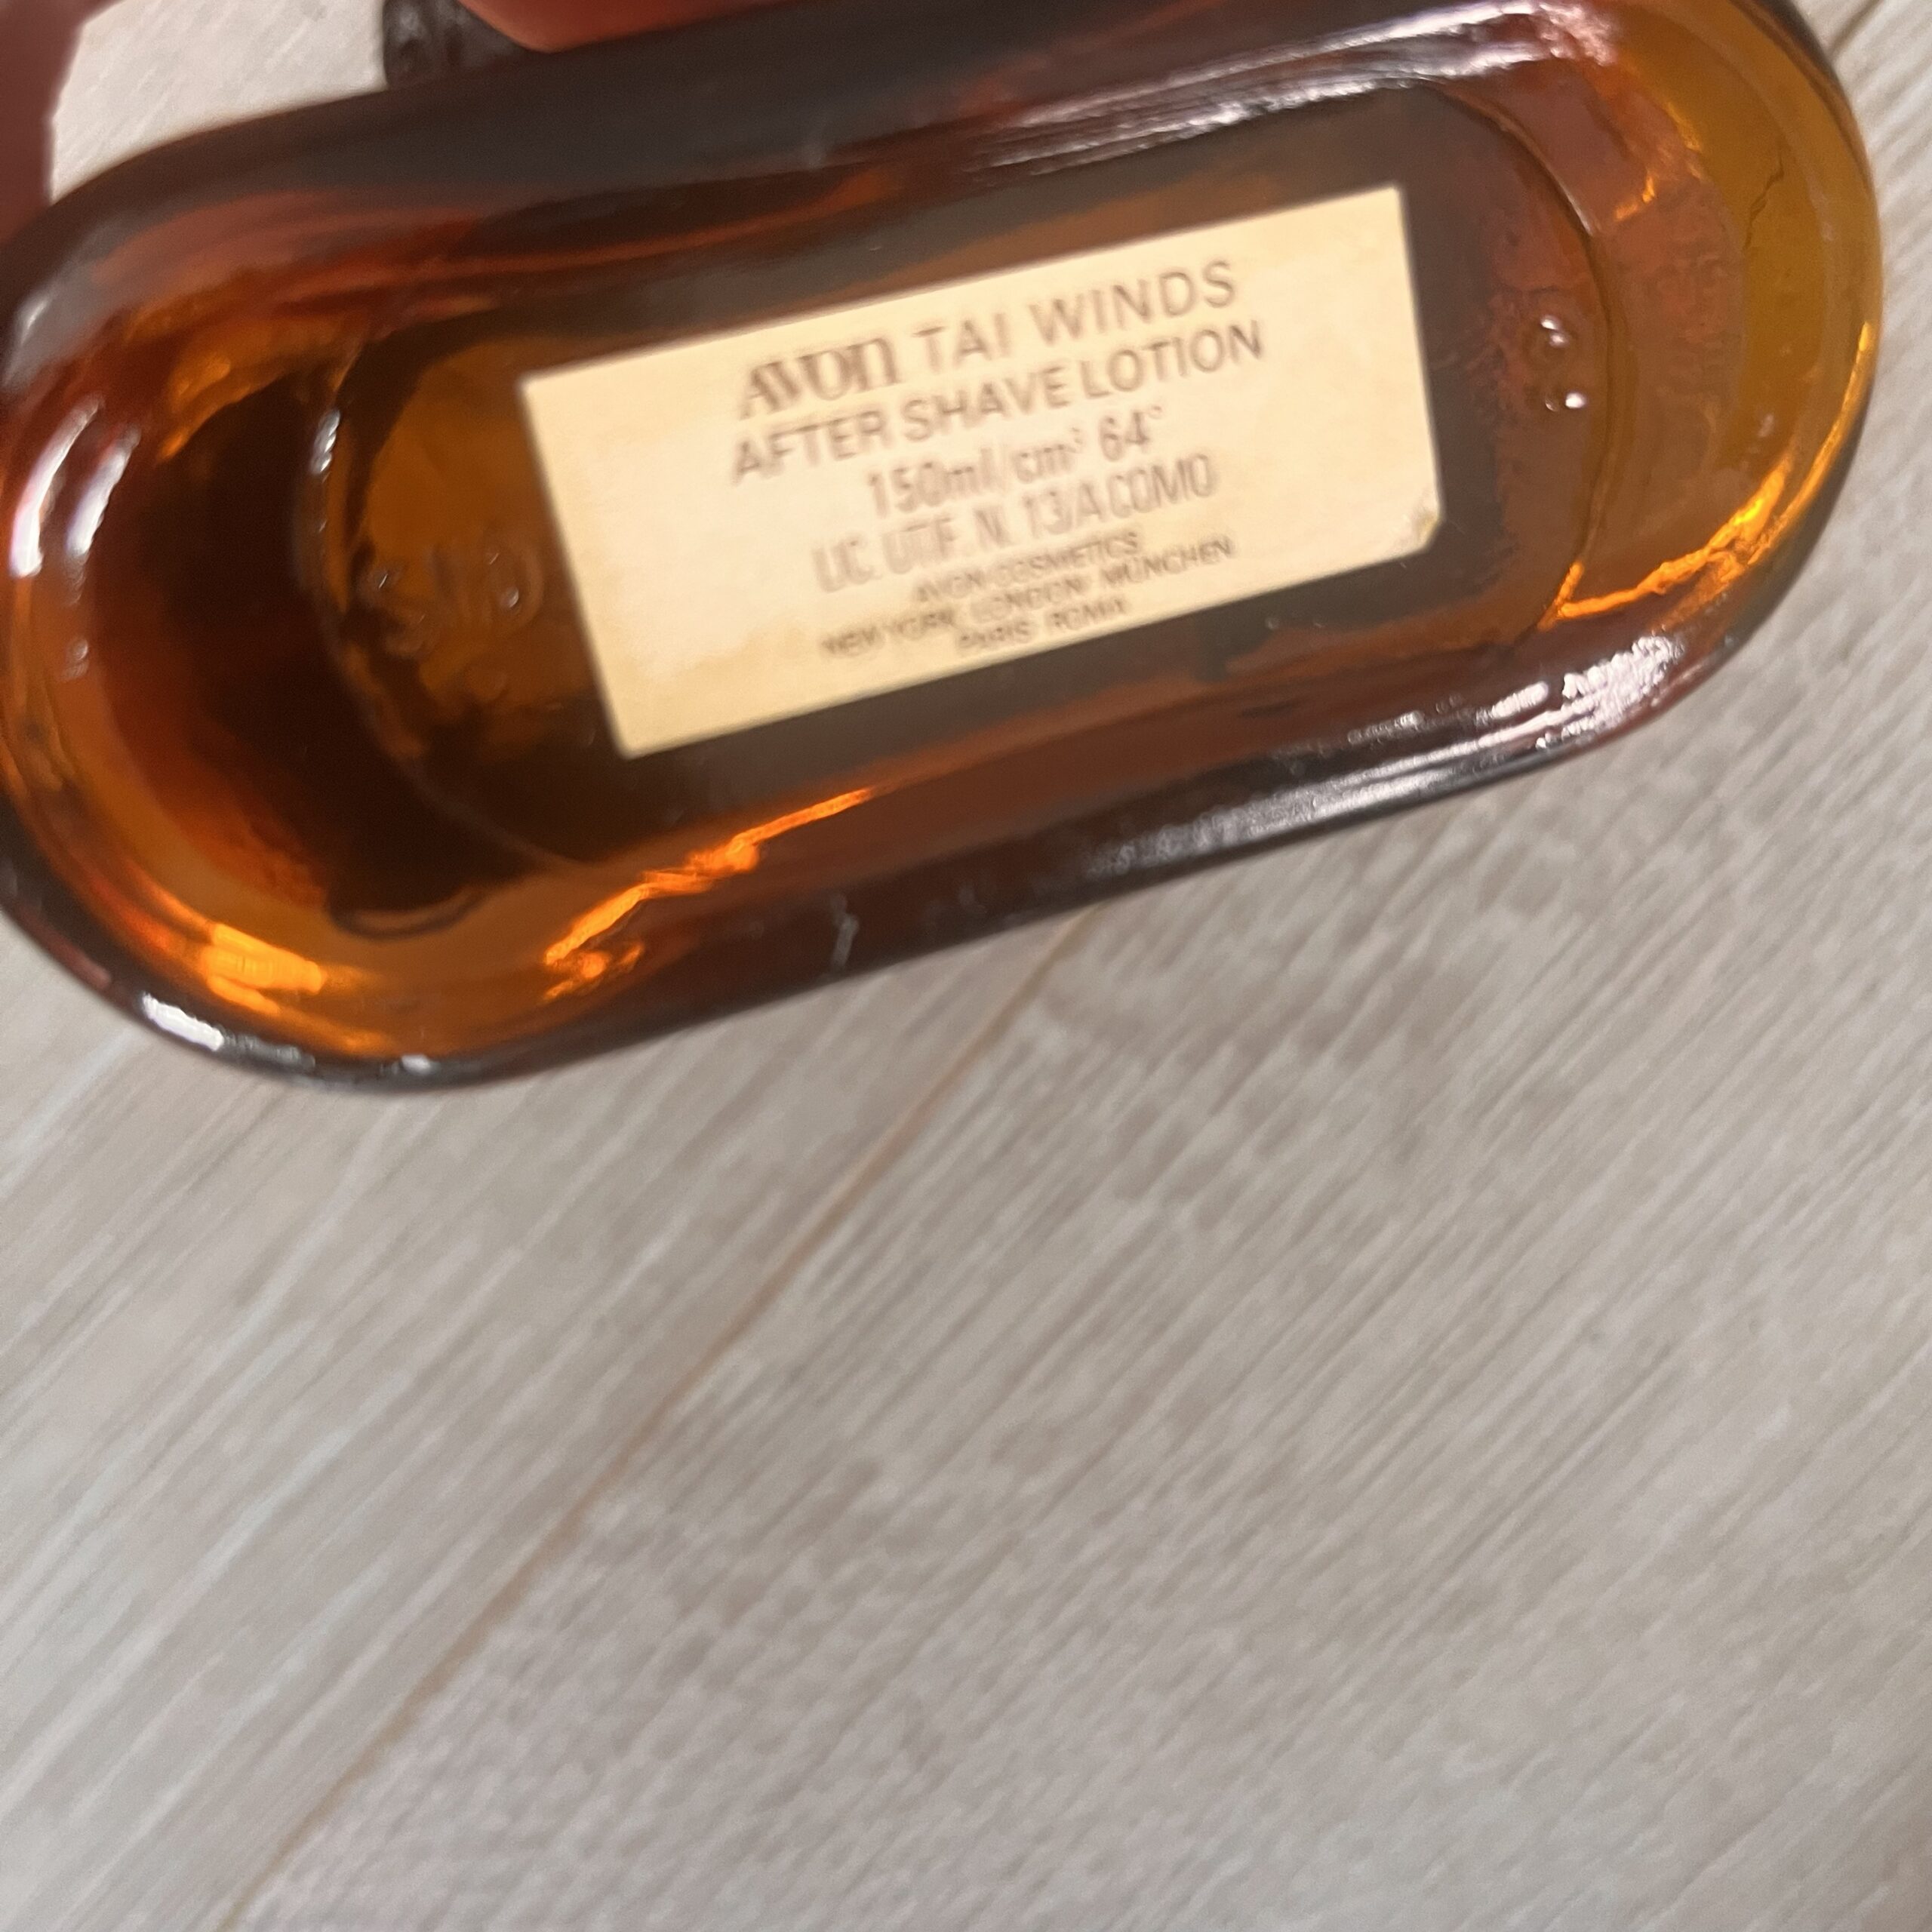 AVON TAI WINDS
AFTER SHAVE LOTION
150ml/cm³ 64°
LIC. UTIF. N. 13/A COMO
AVON COSMETICS
NEW YORK LONDON MÜNCHEN
PARIS ROMA